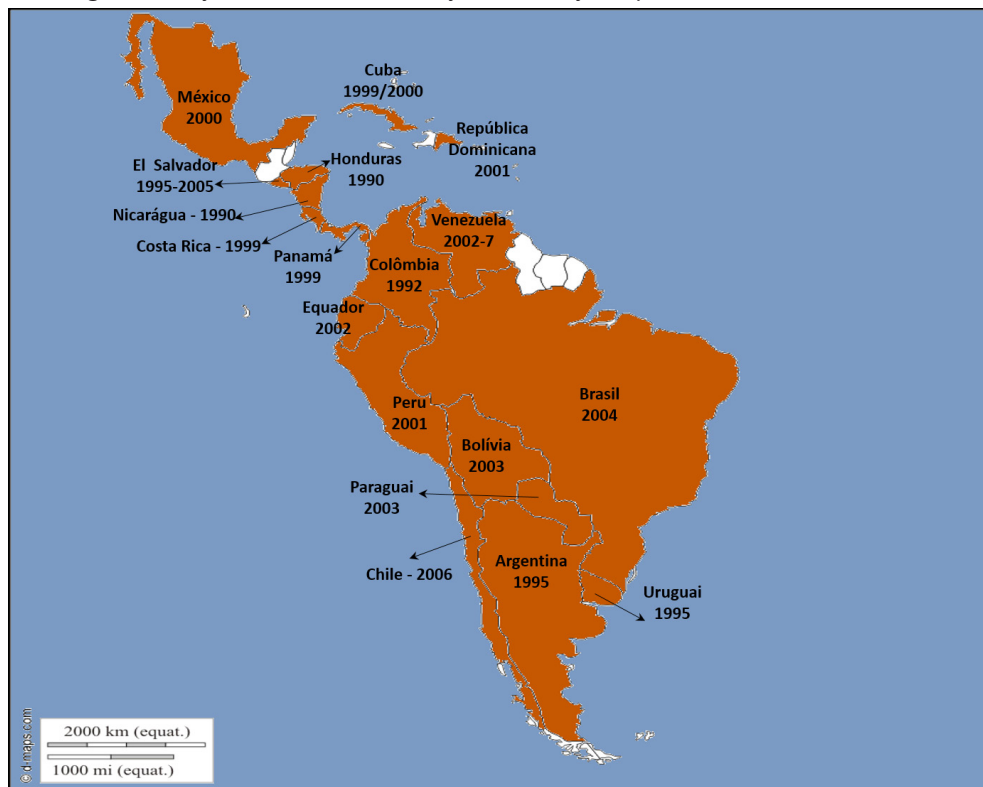 Cuba
1999/2000
México
2000
República
Dominicana
2001
El Salvador
1995-2005
Honduras
1990
Nicarágua - 1990
Costa Rica - 1999
Panamá
1999
Venezuela
2002-7
Colômbia
1992
Equador
2002
Brasil
2004
Peru
2001
Bolívia
2003
Paraguai
2003
Chile - 2006
Argentina
1995
Uruguai
1995
2000 km (equat.)
1000 mi (equat.)
© d-maps.com